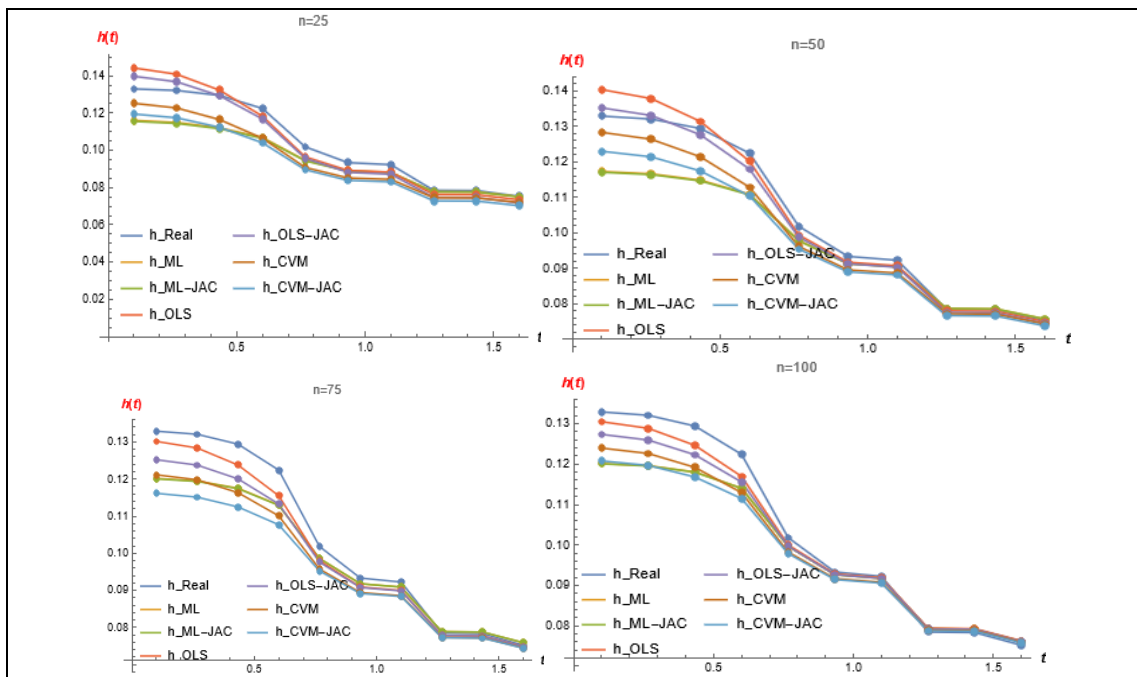 n=25
h(t)
0.14
0.12
0.10
0.08
0.06
0.04
0.02
h_Real h_OLS-JAC
h_ML h_CVM
h_ML-JAC h_CVM-JAC
h_OLS
0.5 1.0 1.5 t
n=50
h(t)
0.14
0.13
0.12
0.11
0.10
0.09
0.08
h_Real h_OLS-JAC
h_ML h_CVM
h_ML-JAC h_CVM-JAC
h_OLS
0.5 1.0 1.5 t
n=75
h(t)
0.13
0.12
0.11
0.10
0.09
0.08
h_Real h_OLS-JAC
h_ML h_CVM
h_ML-JAC h_CVM-JAC
h_OLS
0.5 1.0 1.5 t
n=100
h(t)
0.13
0.12
0.11
0.10
0.09
0.08
h_Real h_OLS-JAC
h_ML h_CVM
h_ML-JAC h_CVM-JAC
h_OLS
0.5 1.0 1.5 t